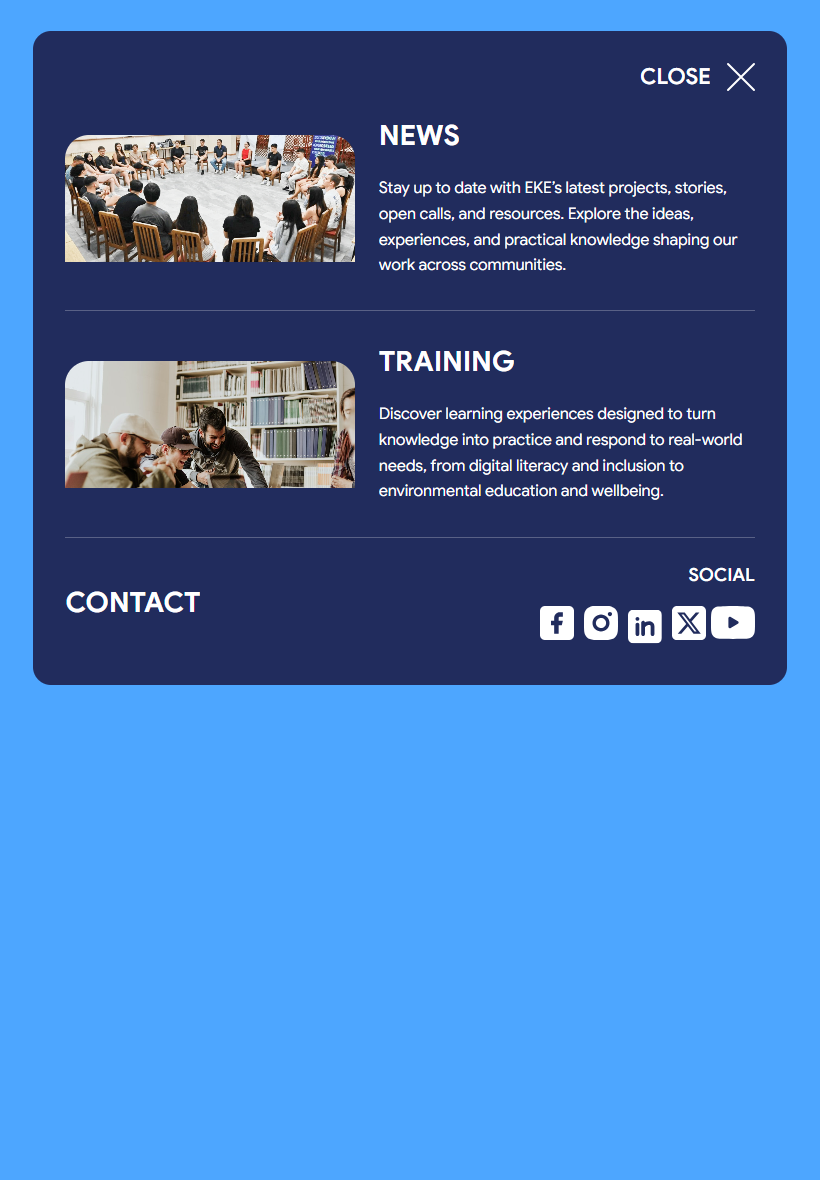 CLOSE
NEWS
Stay up to date with EKE’s latest projects, stories,
open calls, and resources. Explore the ideas,
experiences, and practical knowledge shaping our
work across communities.
TRAINING
Discover learning experiences designed to turn
knowledge into practice and respond to real-world
needs, from digital literacy and inclusion to
environmental education and wellbeing.
SOCIAL
CONTACT